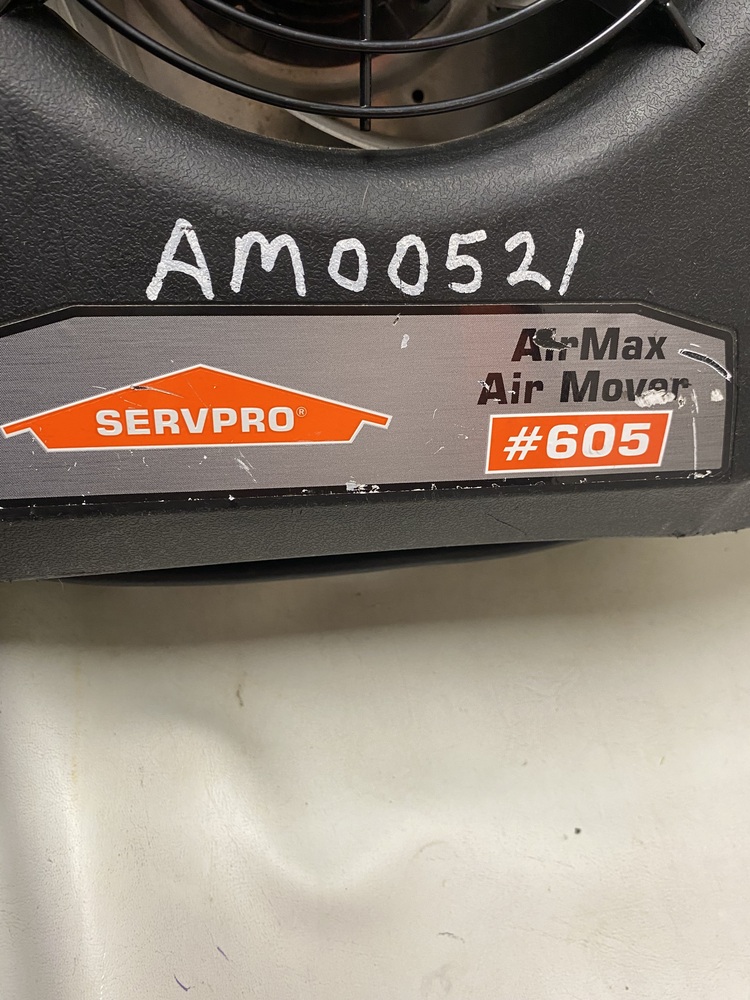 AM00521
SERVPRO®
AirMax
Air Mover
#605